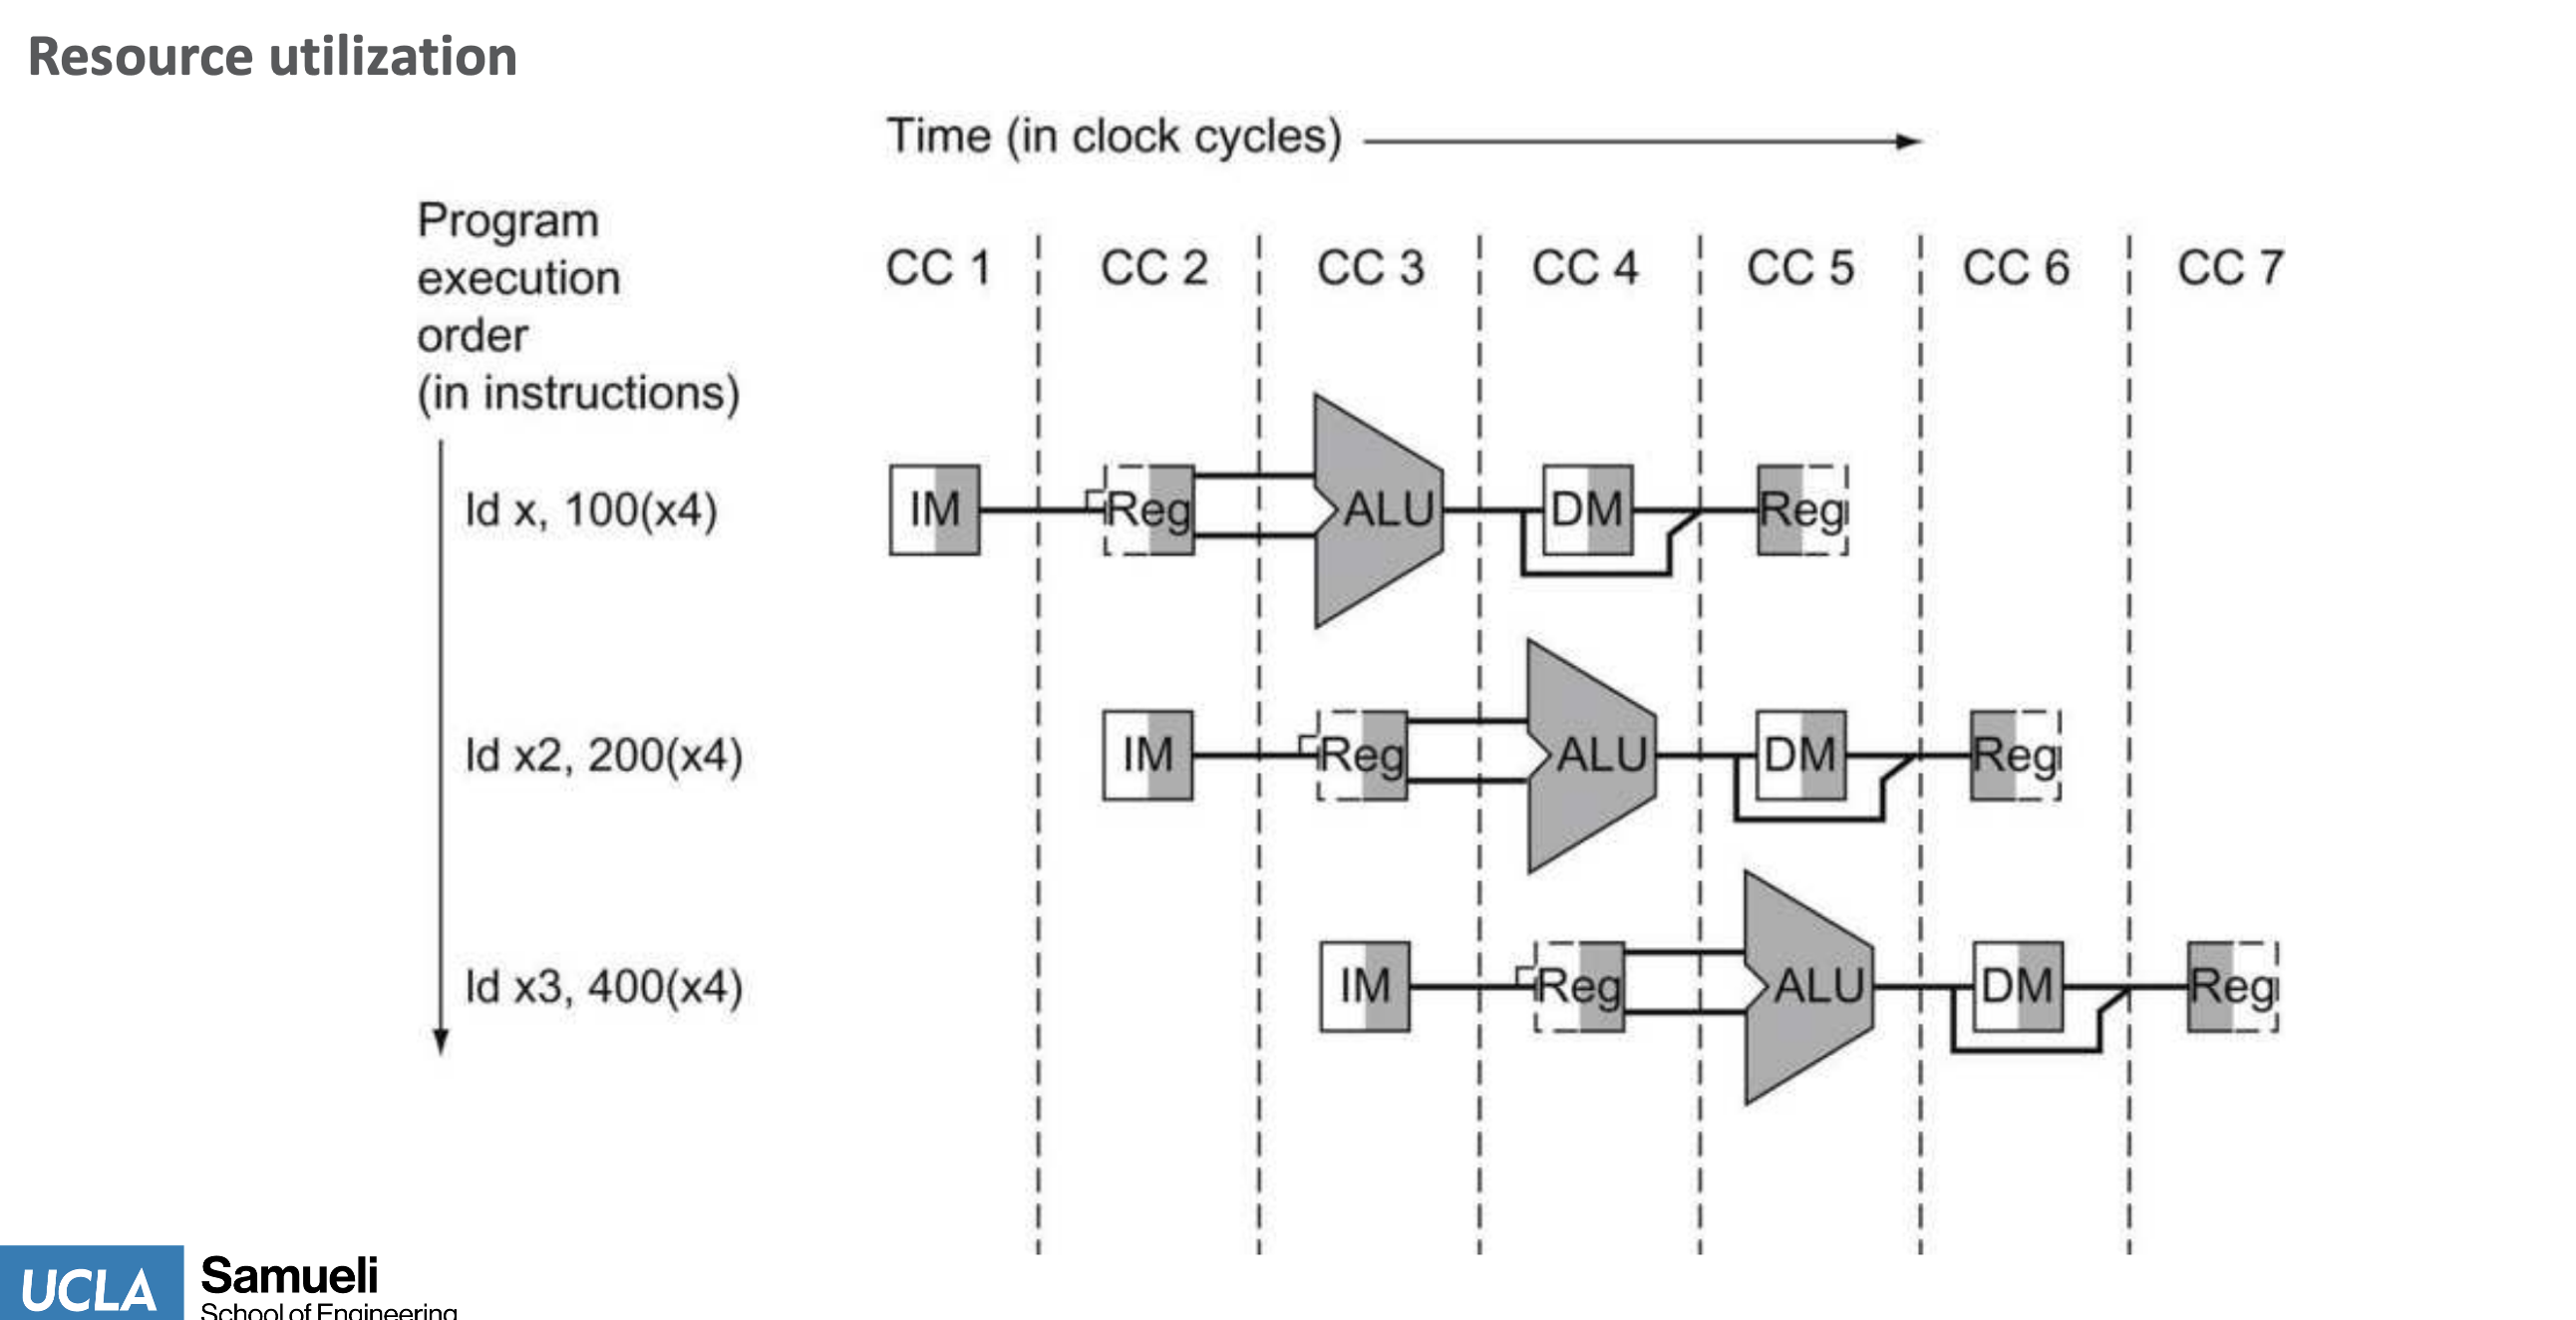 Resource utilization
Time (in clock cycles)
Program
execution
order
(in instructions)
CC 1 CC 2 CC 3 CC 4 CC 5 CC 6 CC 7
ld x, 100(x4)
IM Reg ALU DM Reg
ld x2, 200(x4)
IM Reg ALU DM Reg
ld x3, 400(x4)
IM Reg ALU DM Reg
UCLA Samueli
School of Engineering